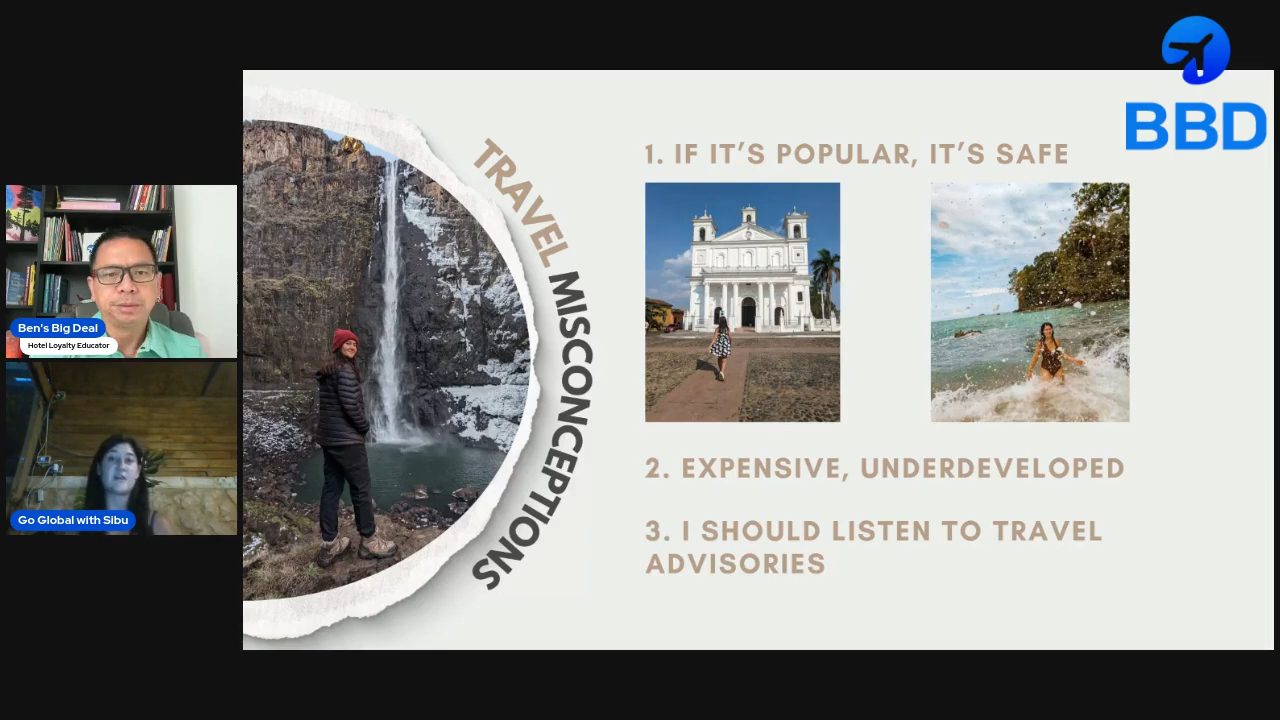 BBD
TRAVEL MISCONCEPTIONS
1. IF IT'S POPULAR, IT'S SAFE
2. EXPENSIVE, UNDERDEVELOPED
3. I SHOULD LISTEN TO TRAVEL
ADVISORIES
Ben's Big Deal
Hotel Loyalty Educator
Go Global with Sibu